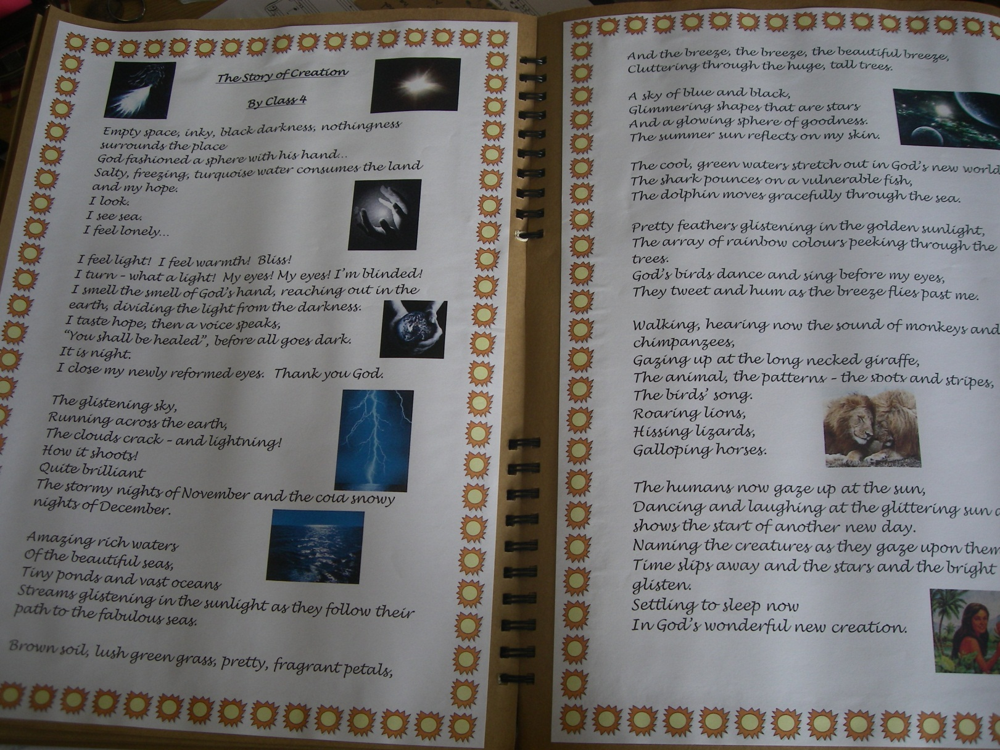 The Story of Creation
By Class 4
Empty space, inky, black darkness, nothingness
surrounds the place
God fashioned a sphere with his hand...
Salty, freezing, turquoise water consumes the land
and my hope.
I look.
I see sea.
I feel lonely...
I feel light! I feel warmth! Bliss!
I turn - what a light! My eyes! My eyes! I'm blinded!
I smell the smell of God's hand, reaching out in the
earth, dividing the light from the darkness.
I taste hope, then a voice speaks,
"You shall be healed", before all goes dark.
It is night.
I close my newly reformed eyes. Thank you God.
The glistening sky,
Running across the earth,
The clouds crack - and lightning!
How it shoots!
Quite brilliant
The stormy nights of November and the cold snowy
nights of December.
Amazing rich waters
Of the beautiful seas,
Tiny ponds and vast oceans
Streams glistening in the sunlight as they follow their
path to the fabulous seas.
Brown soil, lush green grass, pretty, fragrant petals,
And the breeze, the breeze, the beautiful breeze,
Cluttering through the huge, tall trees.
A sky of blue and black,
Glimmering shapes that are stars
And a glowing sphere of goodness.
The summer sun reflects on my skin.
The cool, green waters stretch out in God's new world
The shark pounces on a vulnerable fish,
The dolphin moves gracefully through the sea.
Pretty feathers glistening in the golden sunlight,
The array of rainbow colours peeking through the
trees.
God's birds dance and sing before my eyes,
They tweet and hum as the breeze flies past me.
Walking, hearing now the sound of monkeys and
chimpanzees,
Gazing up at the long necked giraffe,
The animal, the patterns - the spots and stripes,
The birds' song.
Roaring lions,
Hissing lizards,
Galloping horses.
The humans now gaze up at the sun,
Dancing and laughing at the glittering sun
shows the start of another new day.
Naming the creatures as they gaze upon them
Time slips away and the stars and the bright
glisten.
Settling to sleep now
In God's wonderful new creation.